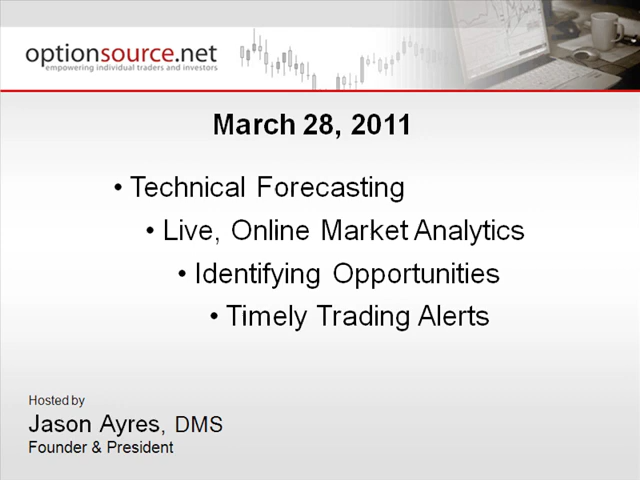 optionsource.net
empowering individual traders and investors
March 28, 2011
• Technical Forecasting
• Live, Online Market Analytics
• Identifying Opportunities
• Timely Trading Alerts
Hosted by
Jason Ayres, DMS
Founder & President